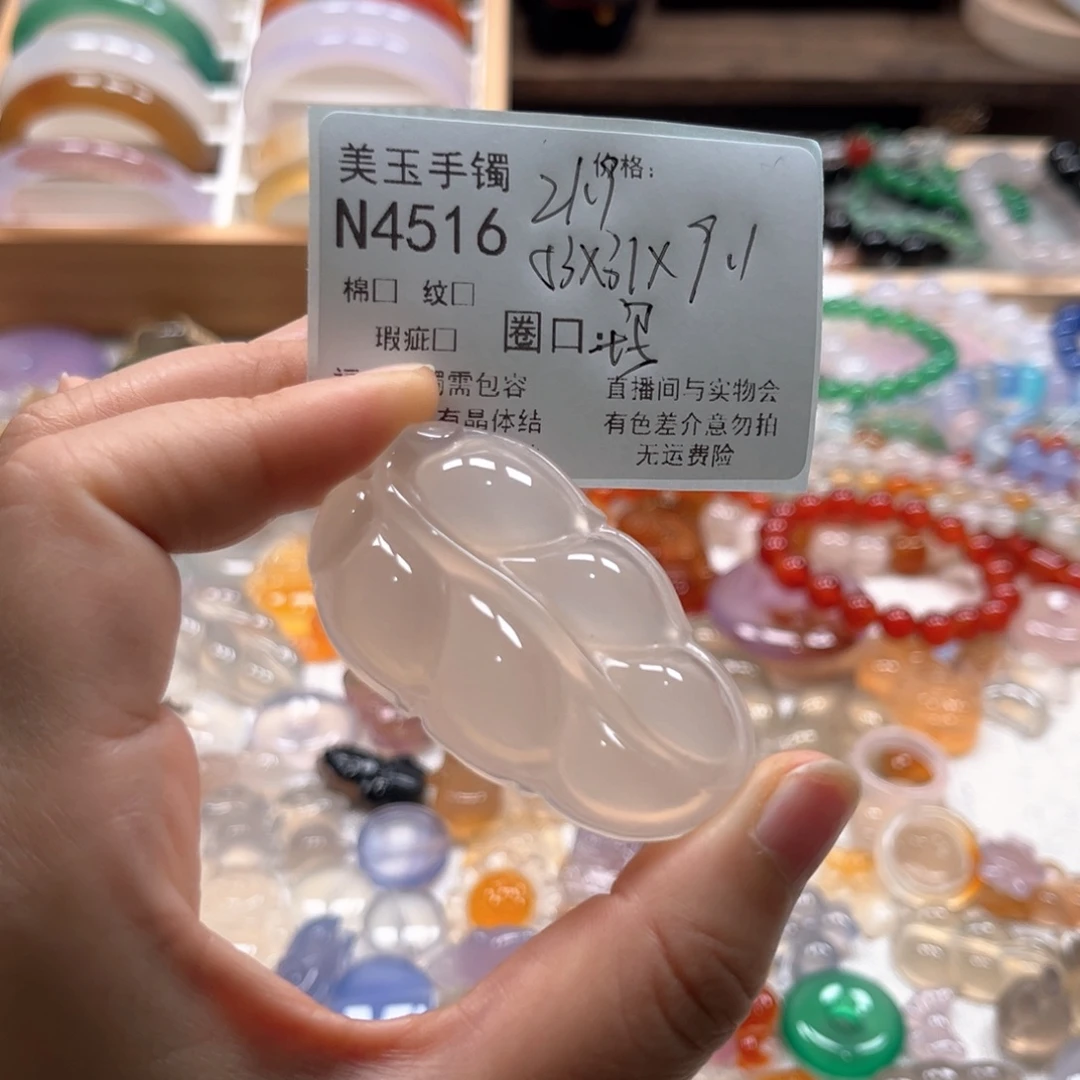 美玉手镯 价格:
N4516
53X31X9.1
棉□ 纹□
瑕疵□ 圈口:
需包容 直播间与实物会
有晶体结 有色差介意勿拍
无运费险